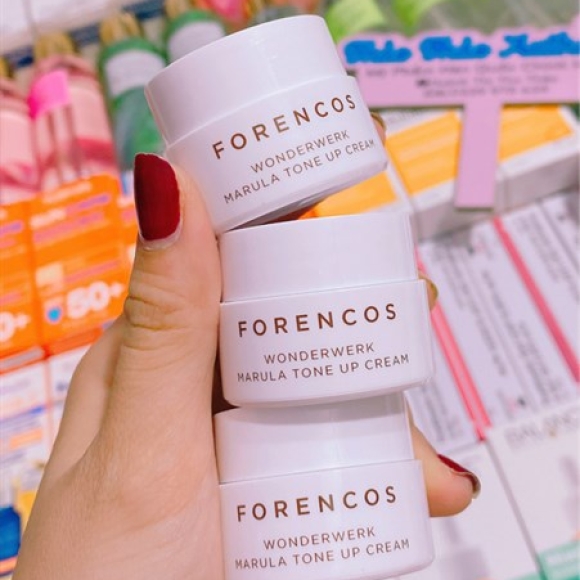 FORENCOS
WONDERWERK
MARULA TONE UP CREAM
FORENCOS
WONDERWERK
MARULA TONE UP CREAM
FORENCOS
WONDERWERK
MARULA TONE UP CREAM
50+